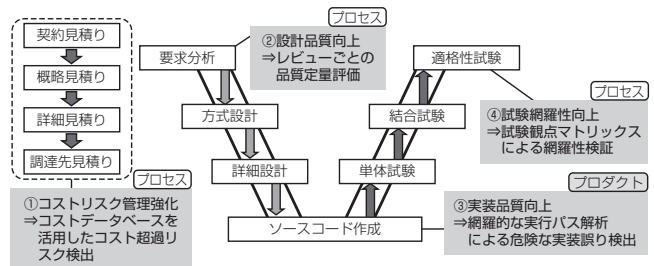 契約見積り
概略見積り
詳細見積り
調達先見積り
プロセス
①コストリスク管理強化
⇒コストデータベースを
活用したコスト超過リ
スク検出
要求分析
方式設計
詳細設計
ソースコード作成
単体試験
結合試験
適格性試験
プロセス
②設計品質向上
⇒レビューごとの
品質定量評価
プロセス
④試験網羅性向上
⇒試験観点マトリックス
による網羅性検証
プロダクト
③実装品質向上
⇒網羅的な実行パス解析
による危険な実装誤り検出